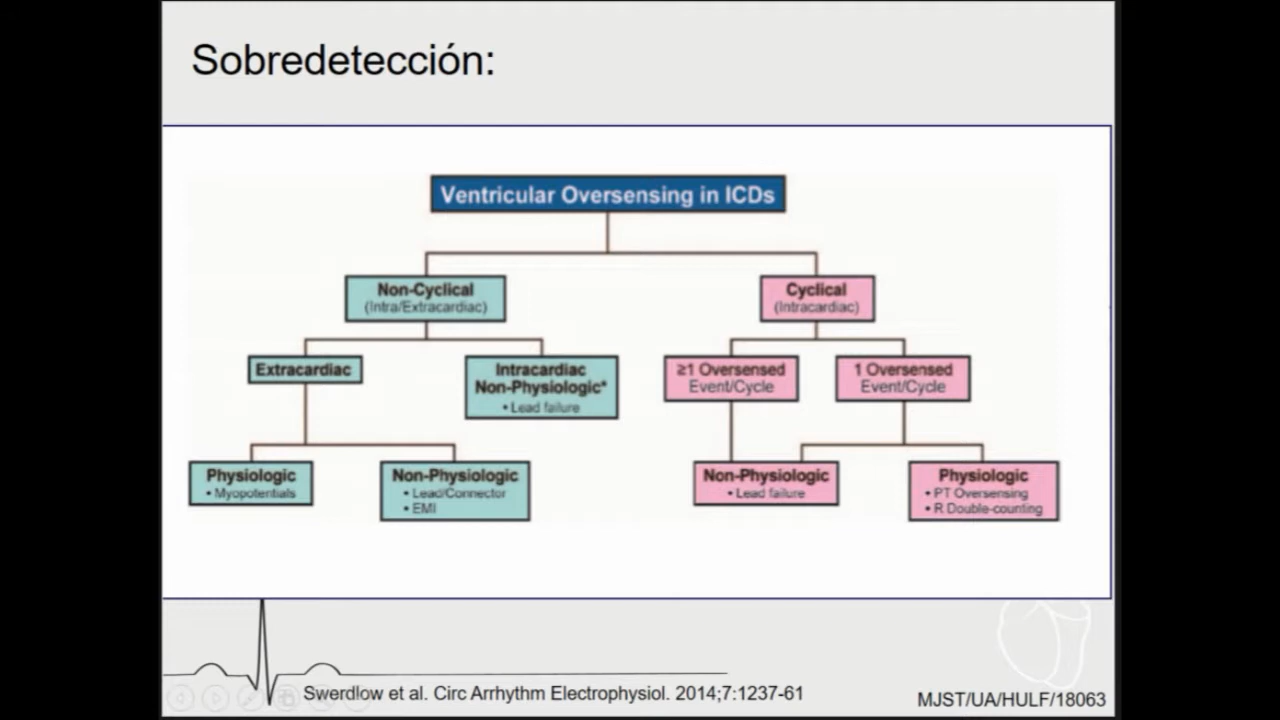 Sobredetección:
Ventricular Oversensing in ICDs
Non-Cyclical
(Intra/Extracardiac)
Cyclical
(Intracardiac)
Extracardiac
Intracardiac
Non-Physiologic*
• Lead failure
≥1 Oversensed
Event/Cycle
1 Oversensed
Event/Cycle
Physiologic
• Myopotentials
Non-Physiologic
• Lead/Connector
• EMI
Non-Physiologic
• Lead failure
Physiologic
• PT Oversensing
• R Double-counting
Swerdlow et al. Circ Arrhythm Electrophysiol. 2014;7:1237-61
MJST/UA/HULF/18063